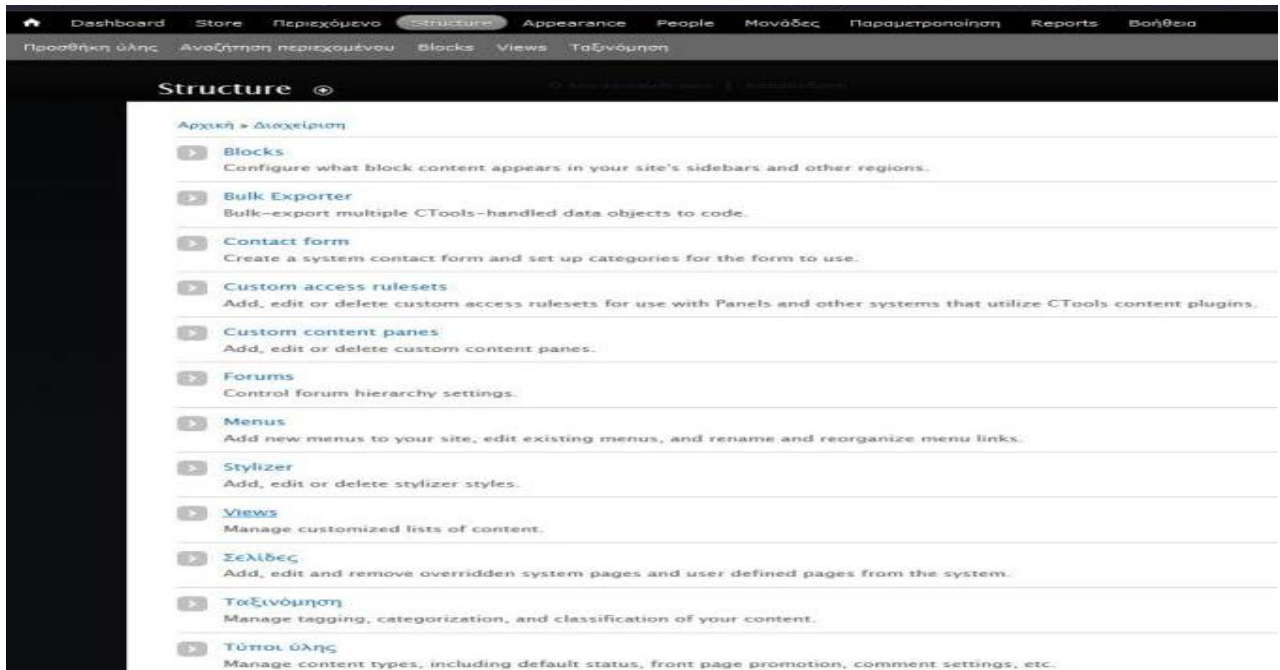 Dashboard Store Περιεχόμενο Structure Appearance People Μονάδες Παραμετροποίηση Reports Βοήθεια
Προσθήκη ύλης Αναζήτηση περιεχομένου Blocks Views Ταξινόμηση
Structure
Αρχική » Διαχείριση
Blocks
Configure what block content appears in your site's sidebars and other regions.
Bulk Exporter
Bulk-export multiple CTools-handled data objects to code.
Contact form
Create a system contact form and set up categories for the form to use.
Custom access rulesets
Add, edit or delete custom access rulesets for use with Panels and other systems that utilize CTools content plugins.
Custom content panes
Add, edit or delete custom content panes.
Forums
Control forum hierarchy settings.
Menus
Add new menus to your site, edit existing menus, and rename and reorganize menu links.
Stylizer
Add, edit or delete stylizer styles.
Views
Manage customized lists of content.
Σελίδες
Add, edit and remove overridden system pages and user defined pages from the system.
Ταξινόμηση
Manage tagging, categorization, and classification of your content.
Τύποι ύλης
Manage content types, including default status, front page promotion, comment settings, etc.